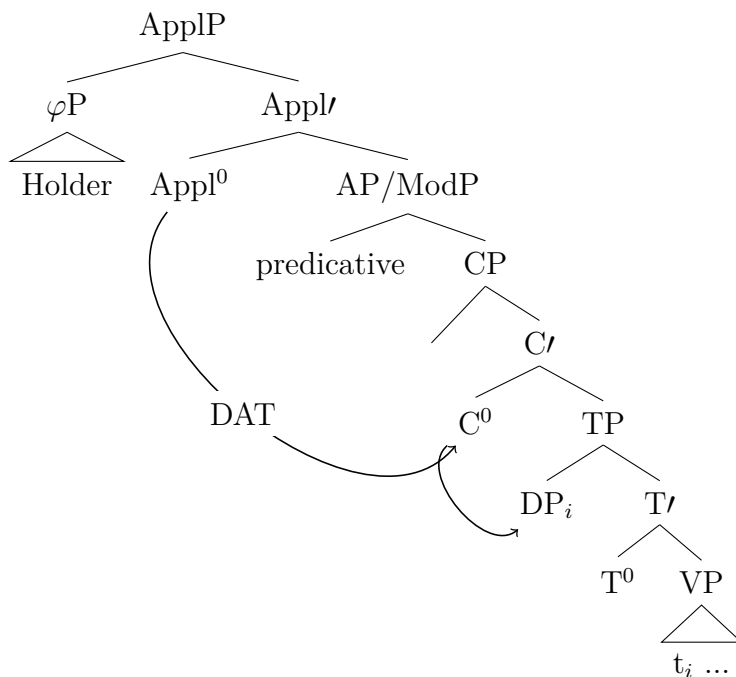 ApplP
φP Appl′
Holder Appl⁰ AP/ModP
predicative CP
C′
DAT C⁰ TP
DPᵢ T′
T⁰ VP
tᵢ ...